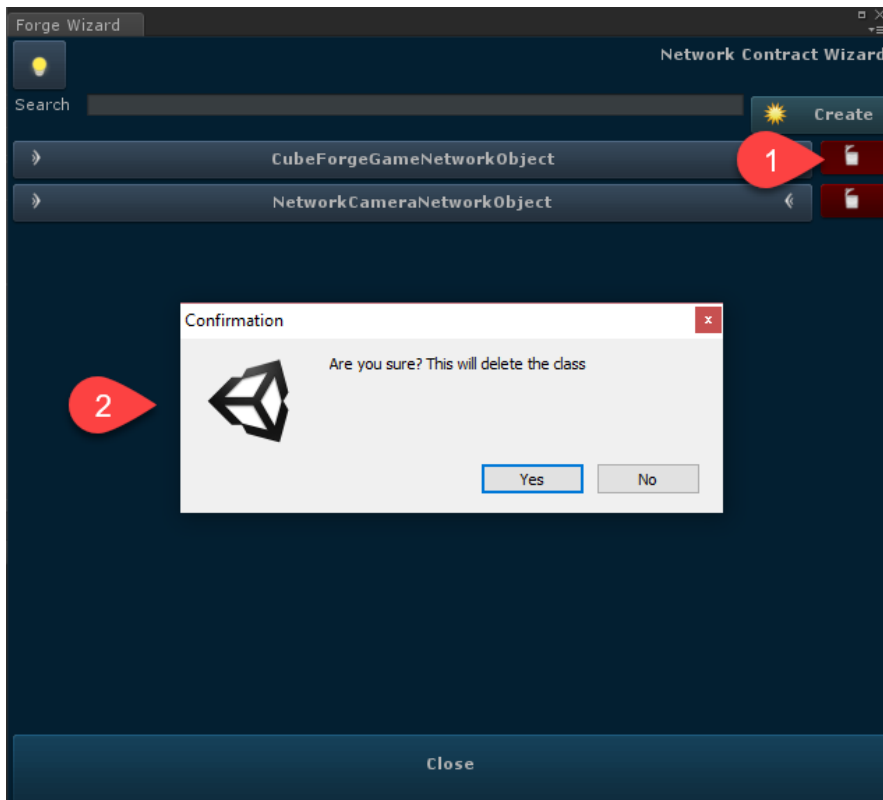 Forge Wizard
Network Contract Wizard
Search
Create
CubeForgeGameNetworkObject
1
NetworkCameraNetworkObject
Confirmation
Are you sure? This will delete the class
2
Yes
No
Close